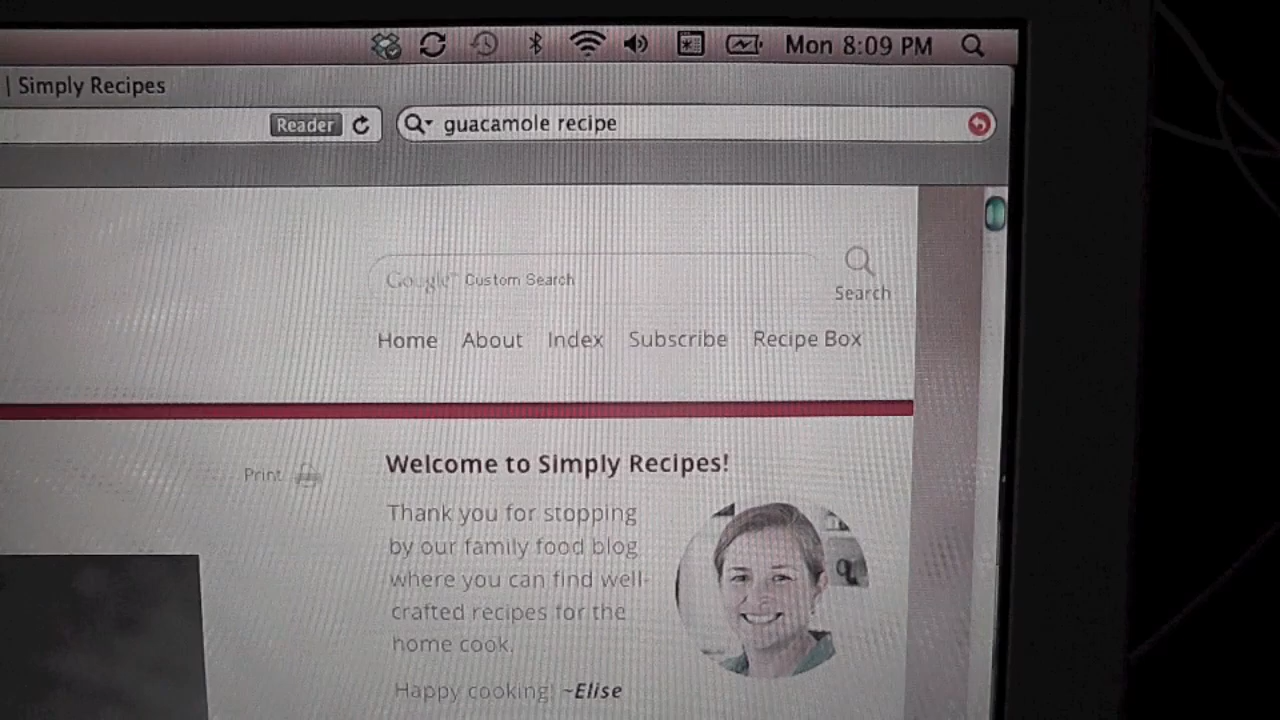 Mon 8:09 PM
| Simply Recipes
Reader
guacamole recipe
Google™ Custom Search
Search
Home About Index Subscribe Recipe Box
Print
Welcome to Simply Recipes!
Thank you for stopping
by our family food blog
where you can find well-
crafted recipes for the
home cook.
Happy cooking! ~Elise